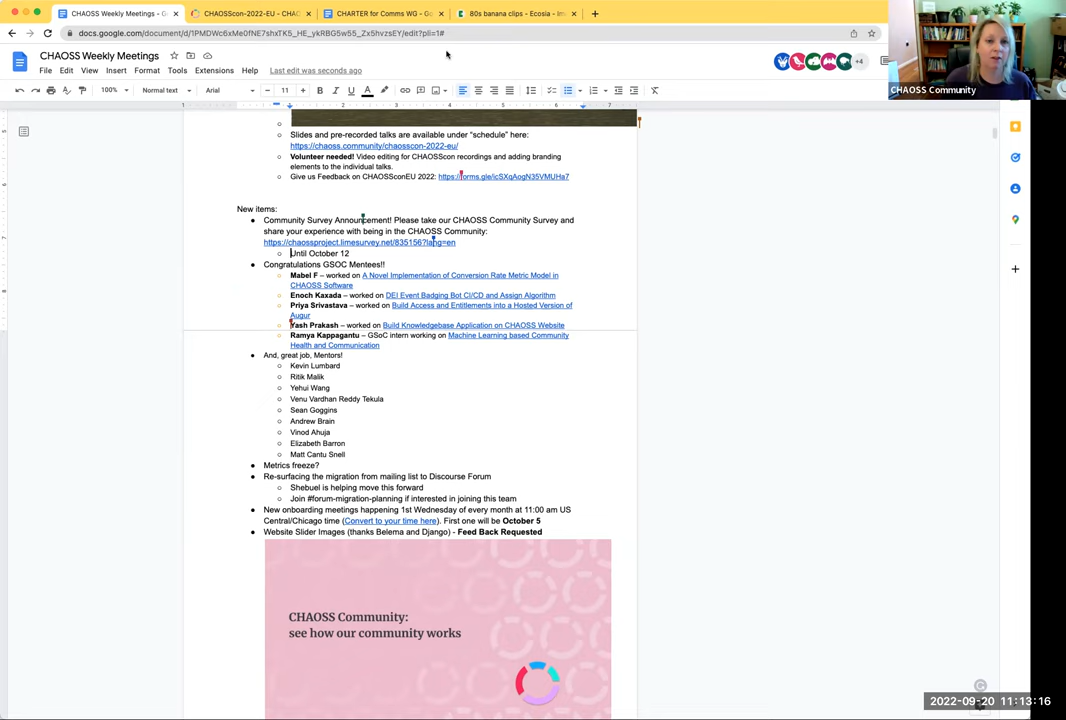 CHAOSS Weekly Meetings - G
CHAOSScon-2022-EU - CHA
CHARTER for Comms WG - Go
80s banana clips - Ecosia - Im
docs.google.com/document/d/1PMDWc6xMe0fNE7shxTK5_HE_ykRBG5w55_Zx5hvzsEY/edit?pli=1#
CHAOSS Weekly Meetings
File Edit View Insert Format Tools Extensions Help Last edit was seconds ago
+4
100% Normal text Arial 11
CHAOSS Community
Slides and pre-recorded talks are available under “schedule” here:
https://chaoss.community/chaosscon-2022-eu/
Volunteer needed! Video editing for CHAOSScon recordings and adding branding
elements to the individual talks.
Give us Feedback on CHAOSSconEU 2022: https://forms.gle/icSXqAogN35VMUHa7
New items:
Community Survey Announcement! Please take our CHAOSS Community Survey and
share your experience with being in the CHAOSS Community:
https://chaossproject.limesurvey.net/835156?lang=en
Until October 12
Congratulations GSOC Mentees!!
Mabel F – worked on A Novel Implementation of Conversion Rate Metric Model in
CHAOSS Software
Enoch Kaxada – worked on DEI Event Badging Bot CI/CD and Assign Algorithm
Priya Srivastava – worked on Build Access and Entitlements into a Hosted Version of
Augur
Yash Prakash – worked on Build Knowledgebase Application on CHAOSS Website
Ramya Kappagantu – GSoC intern working on Machine Learning based Community
Health and Communication
And, great job, Mentors!
Kevin Lumbard
Ritik Malik
Yehui Wang
Venu Vardhan Reddy Tekula
Sean Goggins
Andrew Brain
Vinod Ahuja
Elizabeth Barron
Matt Cantu Snell
Metrics freeze?
Re-surfacing the migration from mailing list to Discourse Forum
Shebuel is helping move this forward
Join #forum-migration-planning if interested in joining this team
New onboarding meetings happening 1st Wednesday of every month at 11:00 am US
Central/Chicago time (Convert to your time here). First one will be October 5
Website Slider Images (thanks Belema and Django) - Feed Back Requested
CHAOSS Community:
see how our community works
2022-09-20 11:13:16